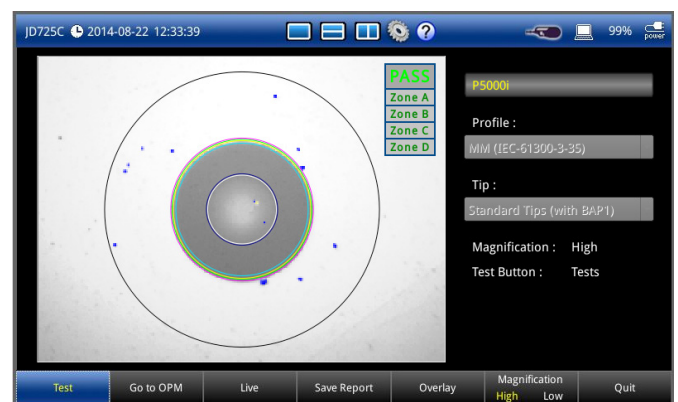 JD725C 2014-08-22 12:33:39
99%
power
PASS
Zone A
Zone B
Zone C
Zone D
P5000i
Profile :
MM (IEC-61300-3-35)
Tip :
Standard Tips (with BAP1)
Magnification : High
Test Button : Tests
Test
Go to OPM
Live
Save Report
Overlay
Magnification
High Low
Quit